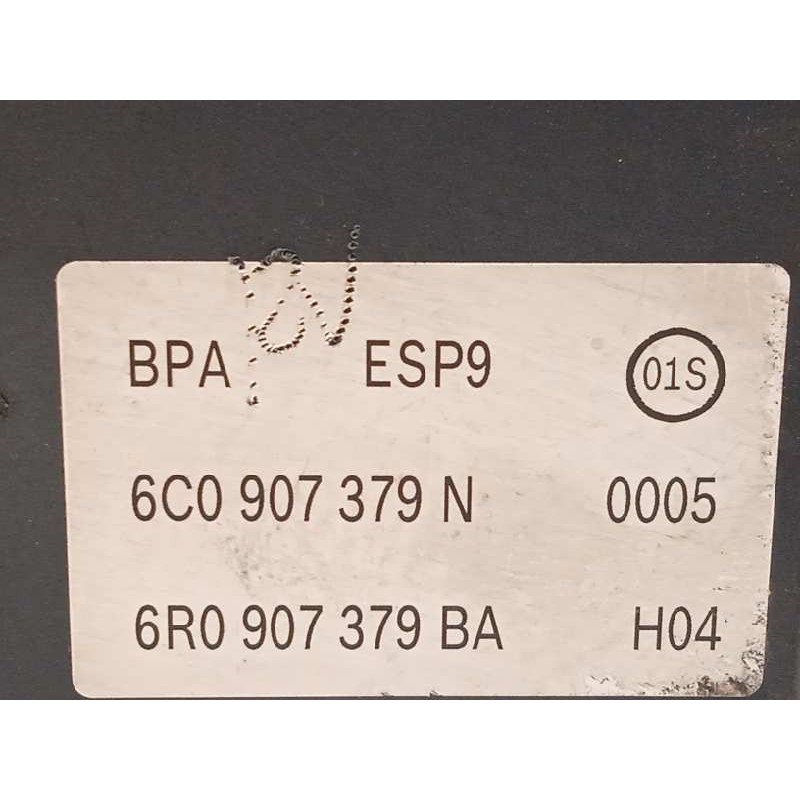 BPA ESP9 01S
6C0 907 379 N 0005
6R0 907 379 BA H04